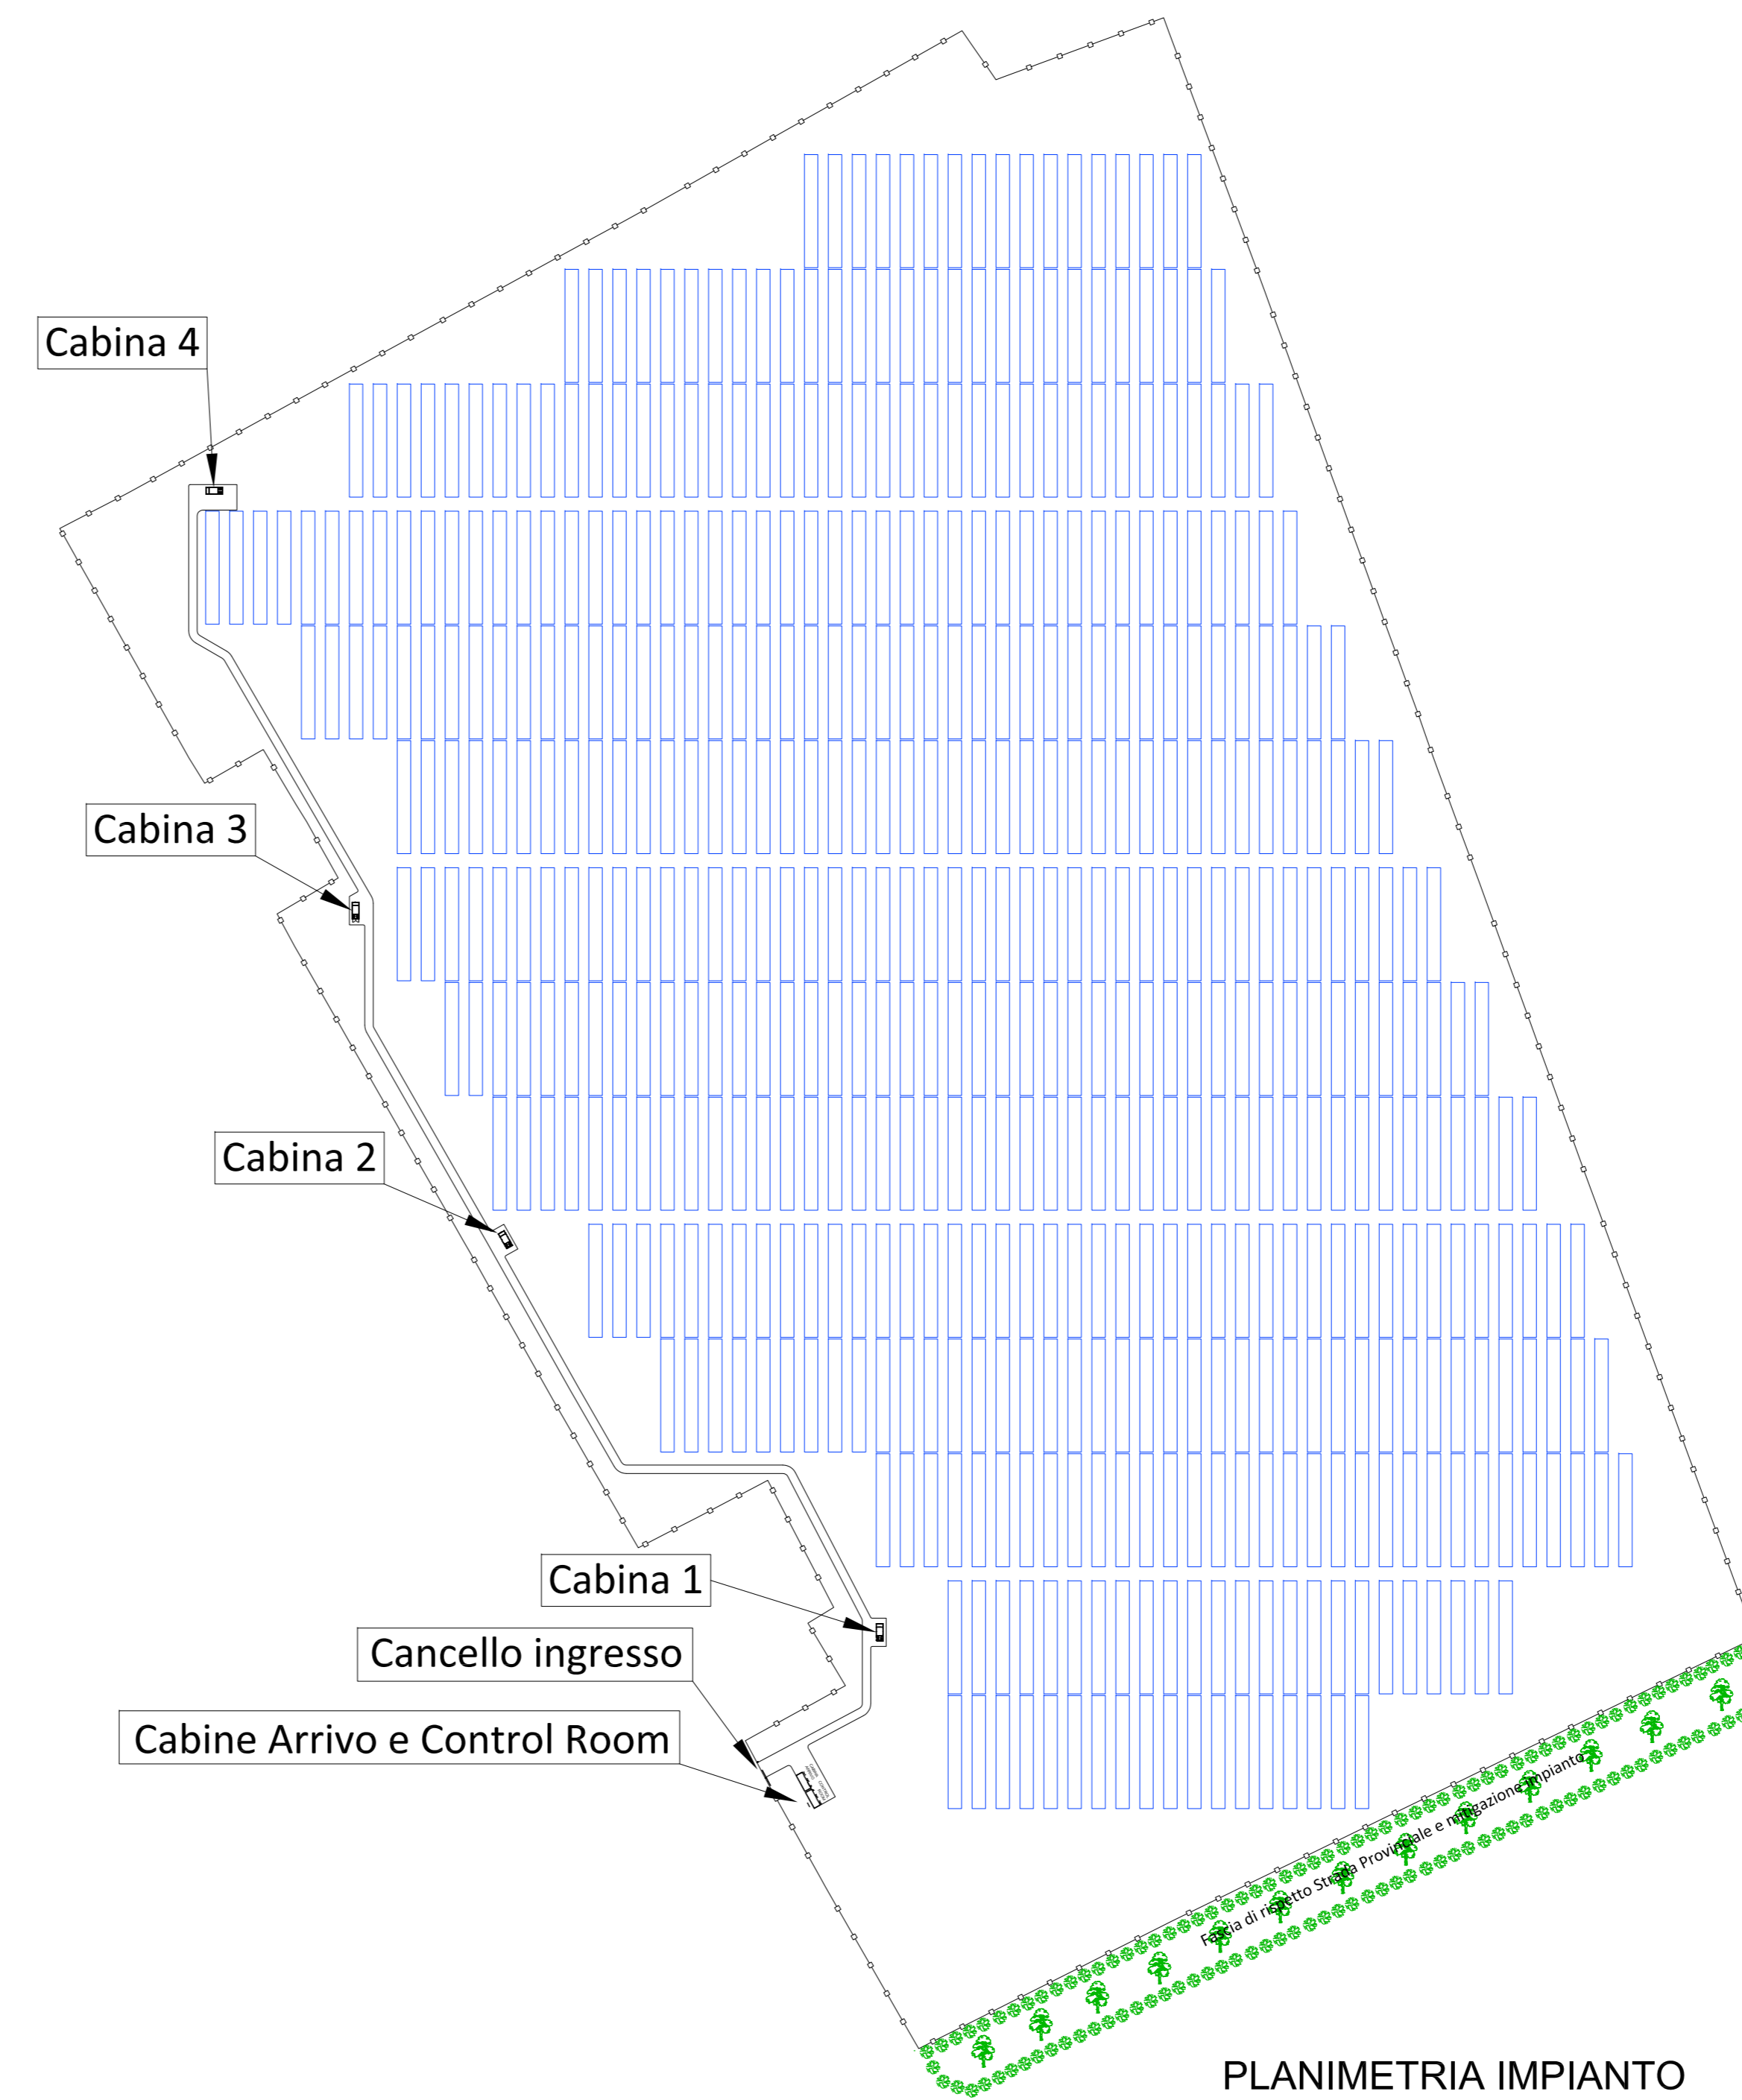 Cabina 4
Cabina 3
Cabina 2
Cabina 1
Cancello ingresso
Cabine Arrivo e Control Room
Fascia di rispetto Strada Provinciale e mitigazione impianto
PLANIMETRIA IMPIANTO